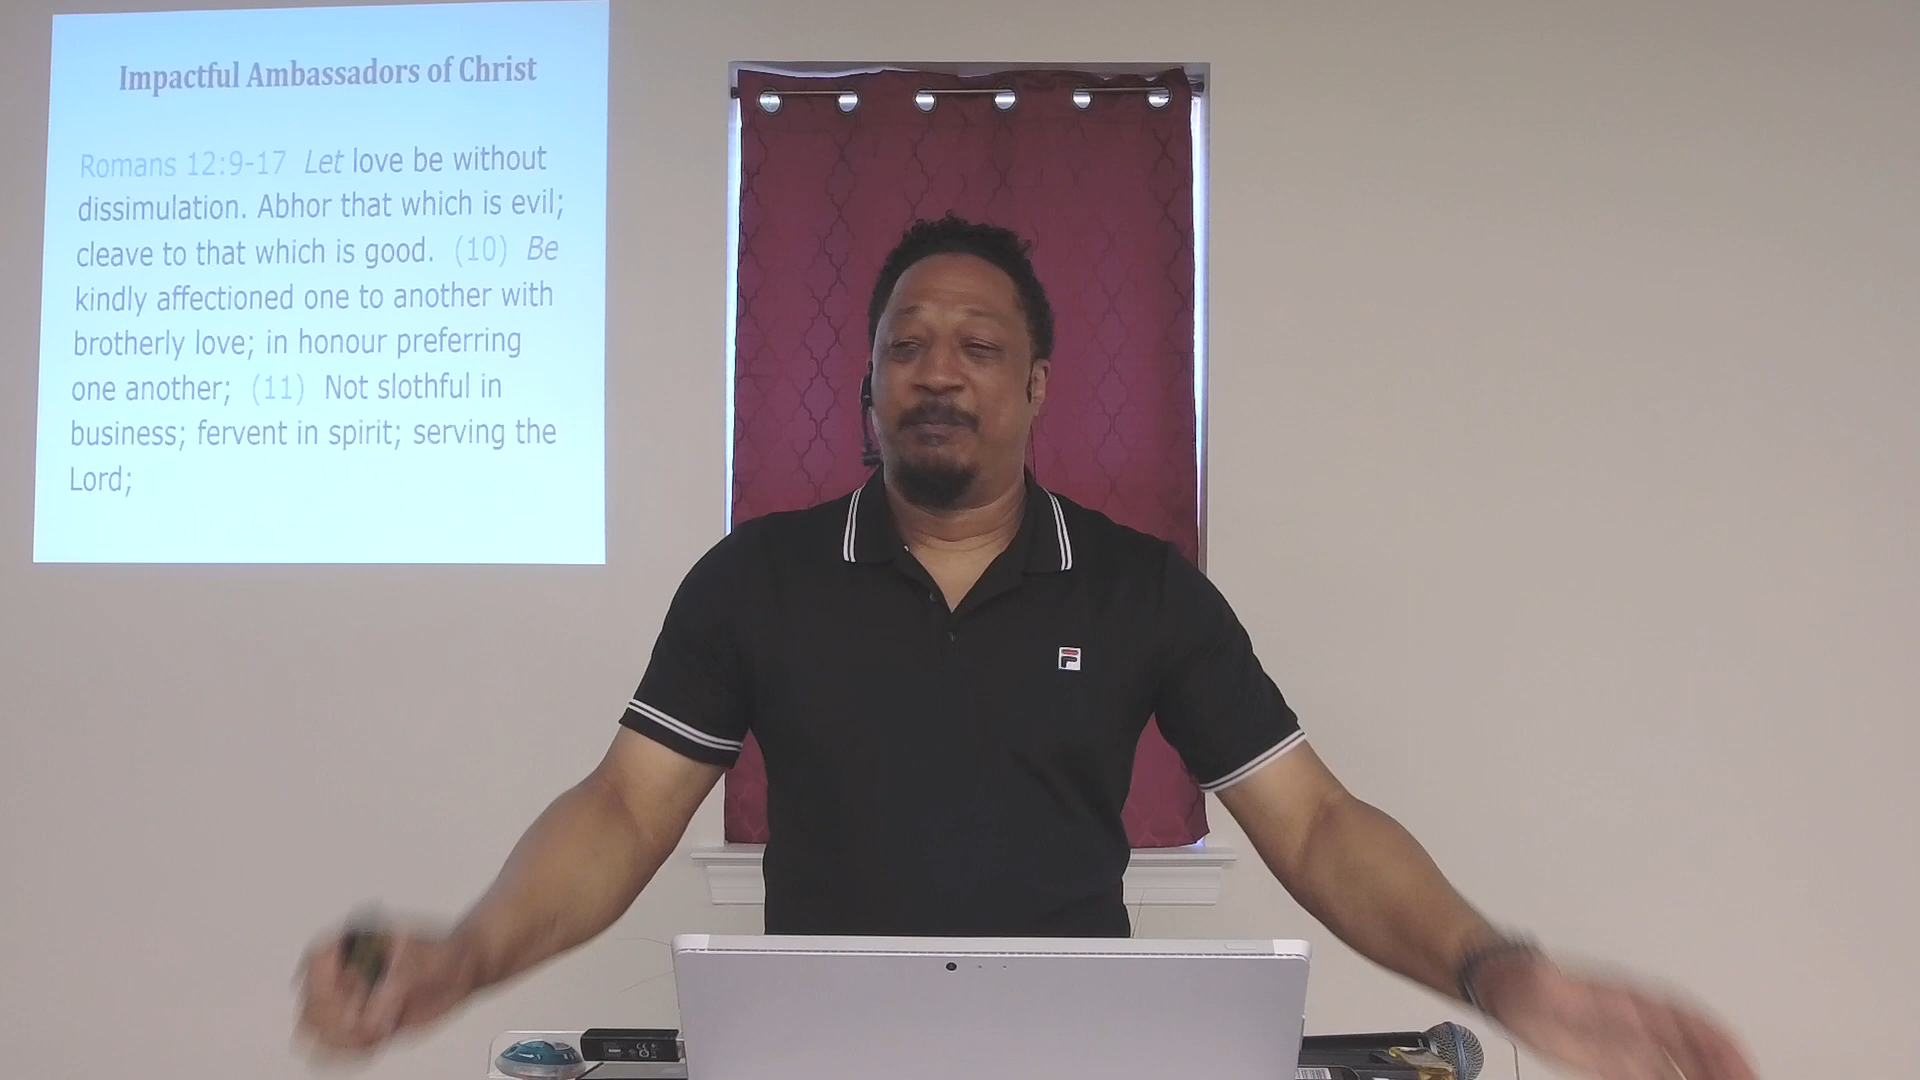 Impactful Ambassadors of Christ
Romans 12:9-17 Let love be without
dissimulation. Abhor that which is evil;
cleave to that which is good. (10) Be
kindly affectioned one to another with
brotherly love; in honour preferring
one another; (11) Not slothful in
business; fervent in spirit; serving the
Lord;